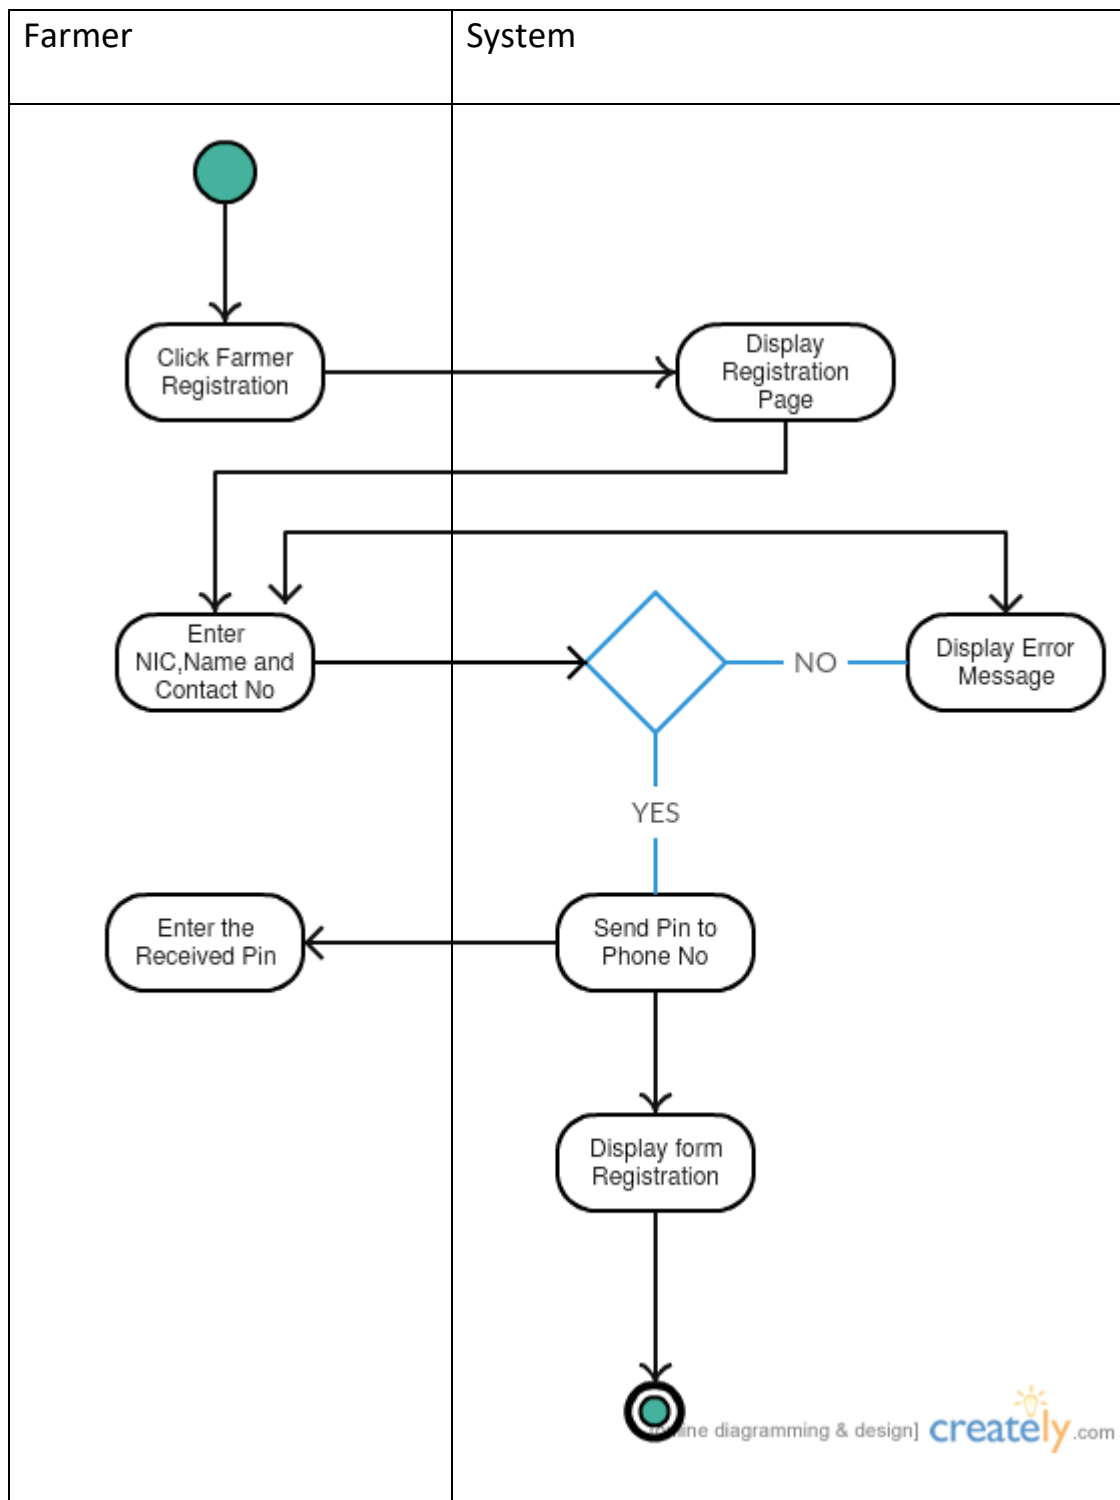 Farmer
System
Click Farmer
Registration
Display
Registration
Page
Enter
NIC,Name and
Contact No
NO
Display Error
Message
YES
Enter the
Received Pin
Send Pin to
Phone No
Display form
Registration
diagramming & design]
creately.com